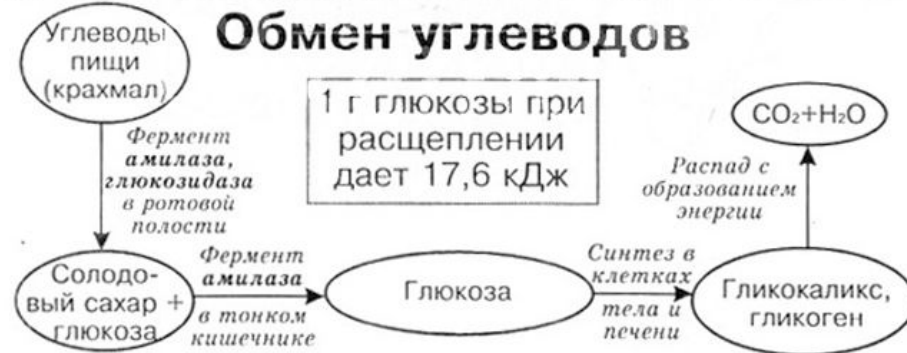 Обмен углеводов
Углеводы
пищи
(крахмал)
1 г глюкозы при
расщеплении
дает 17,6 кДж
CO₂+H₂O
Фермент
амилаза,
глюкозидаза
в ротовой
полости
Распад с
образованием
энергии
Солодо-
вый сахар +
глюкоза
Фермент
амилаза
в тонком
кишечнике
Глюкоза
Синтез в
клетках
тела и
печени
Гликокаликс,
гликоген